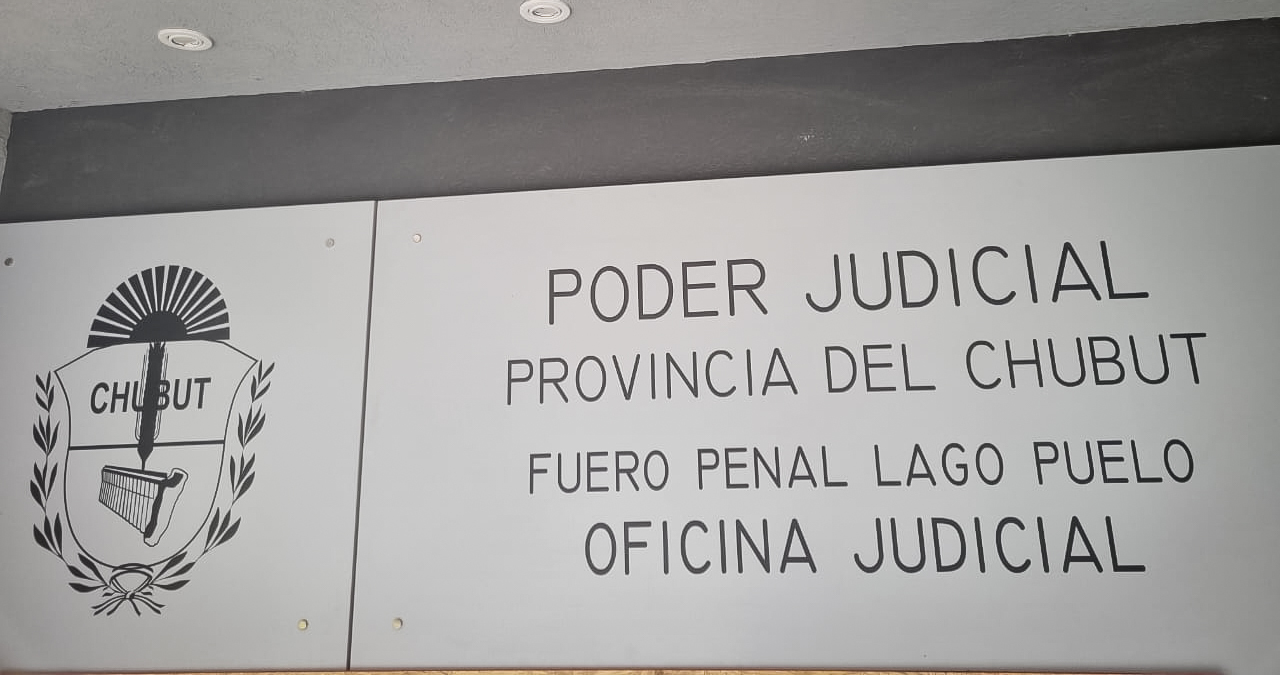 CHUBUT
PODER JUDICIAL
PROVINCIA DEL CHUBUT
FUERO PENAL LAGO PUELO
OFICINA JUDICIAL